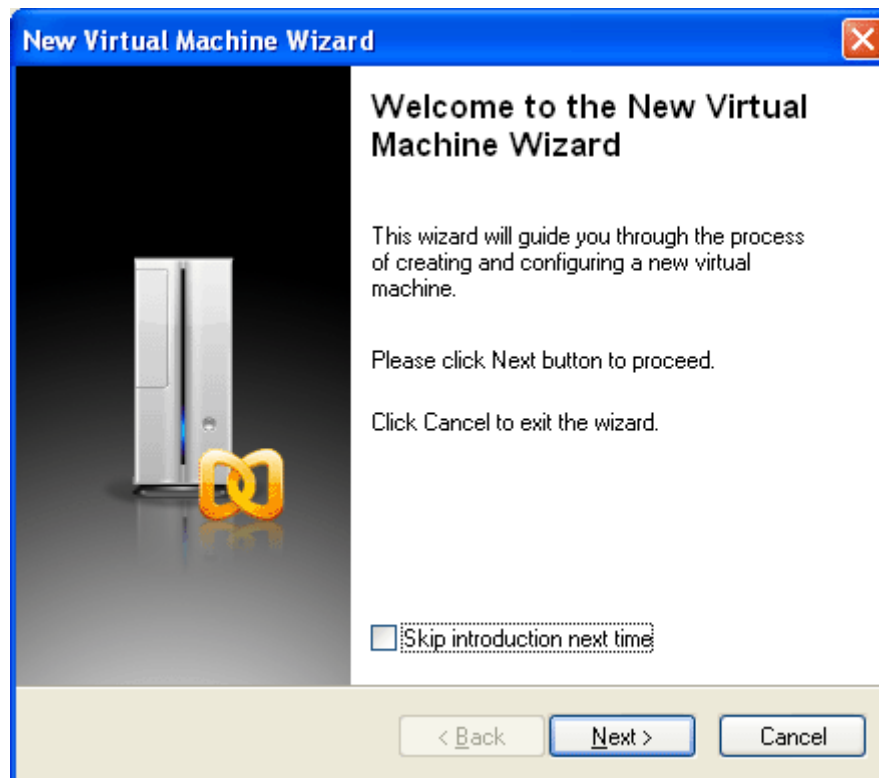 New Virtual Machine Wizard
Welcome to the New Virtual
Machine Wizard
This wizard will guide you through the process
of creating and configuring a new virtual
machine.
Please click Next button to proceed.
Click Cancel to exit the wizard.
Skip introduction next time
< Back
Next >
Cancel